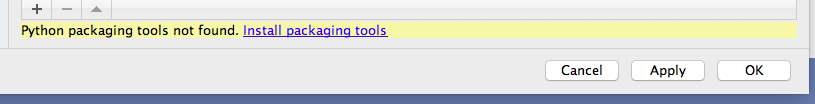 Python packaging tools not found. Install packaging tools
Cancel Apply OK